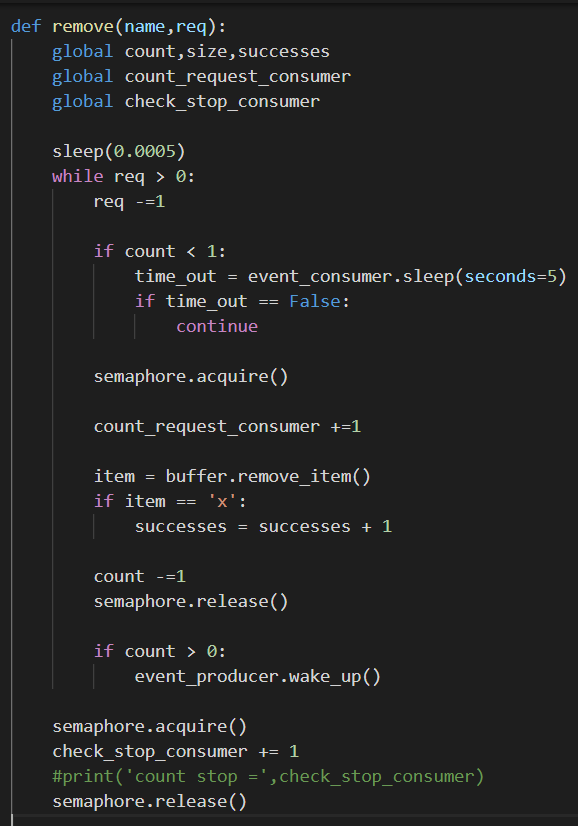 def remove(name,req):
    global count,size,successes
    global count_request_consumer
    global check_stop_consumer

    sleep(0.0005)
    while req > 0:
        req -=1

        if count < 1:
            time_out = event_consumer.sleep(seconds=5)
            if time_out == False:
                continue

        semaphore.acquire()

        count_request_consumer +=1

        item = buffer.remove_item()
        if item == 'x':
            successes = successes + 1

        count -=1
        semaphore.release()

        if count > 0:
            event_producer.wake_up()

    semaphore.acquire()
    check_stop_consumer += 1
    #print('count stop =',check_stop_consumer)
    semaphore.release()